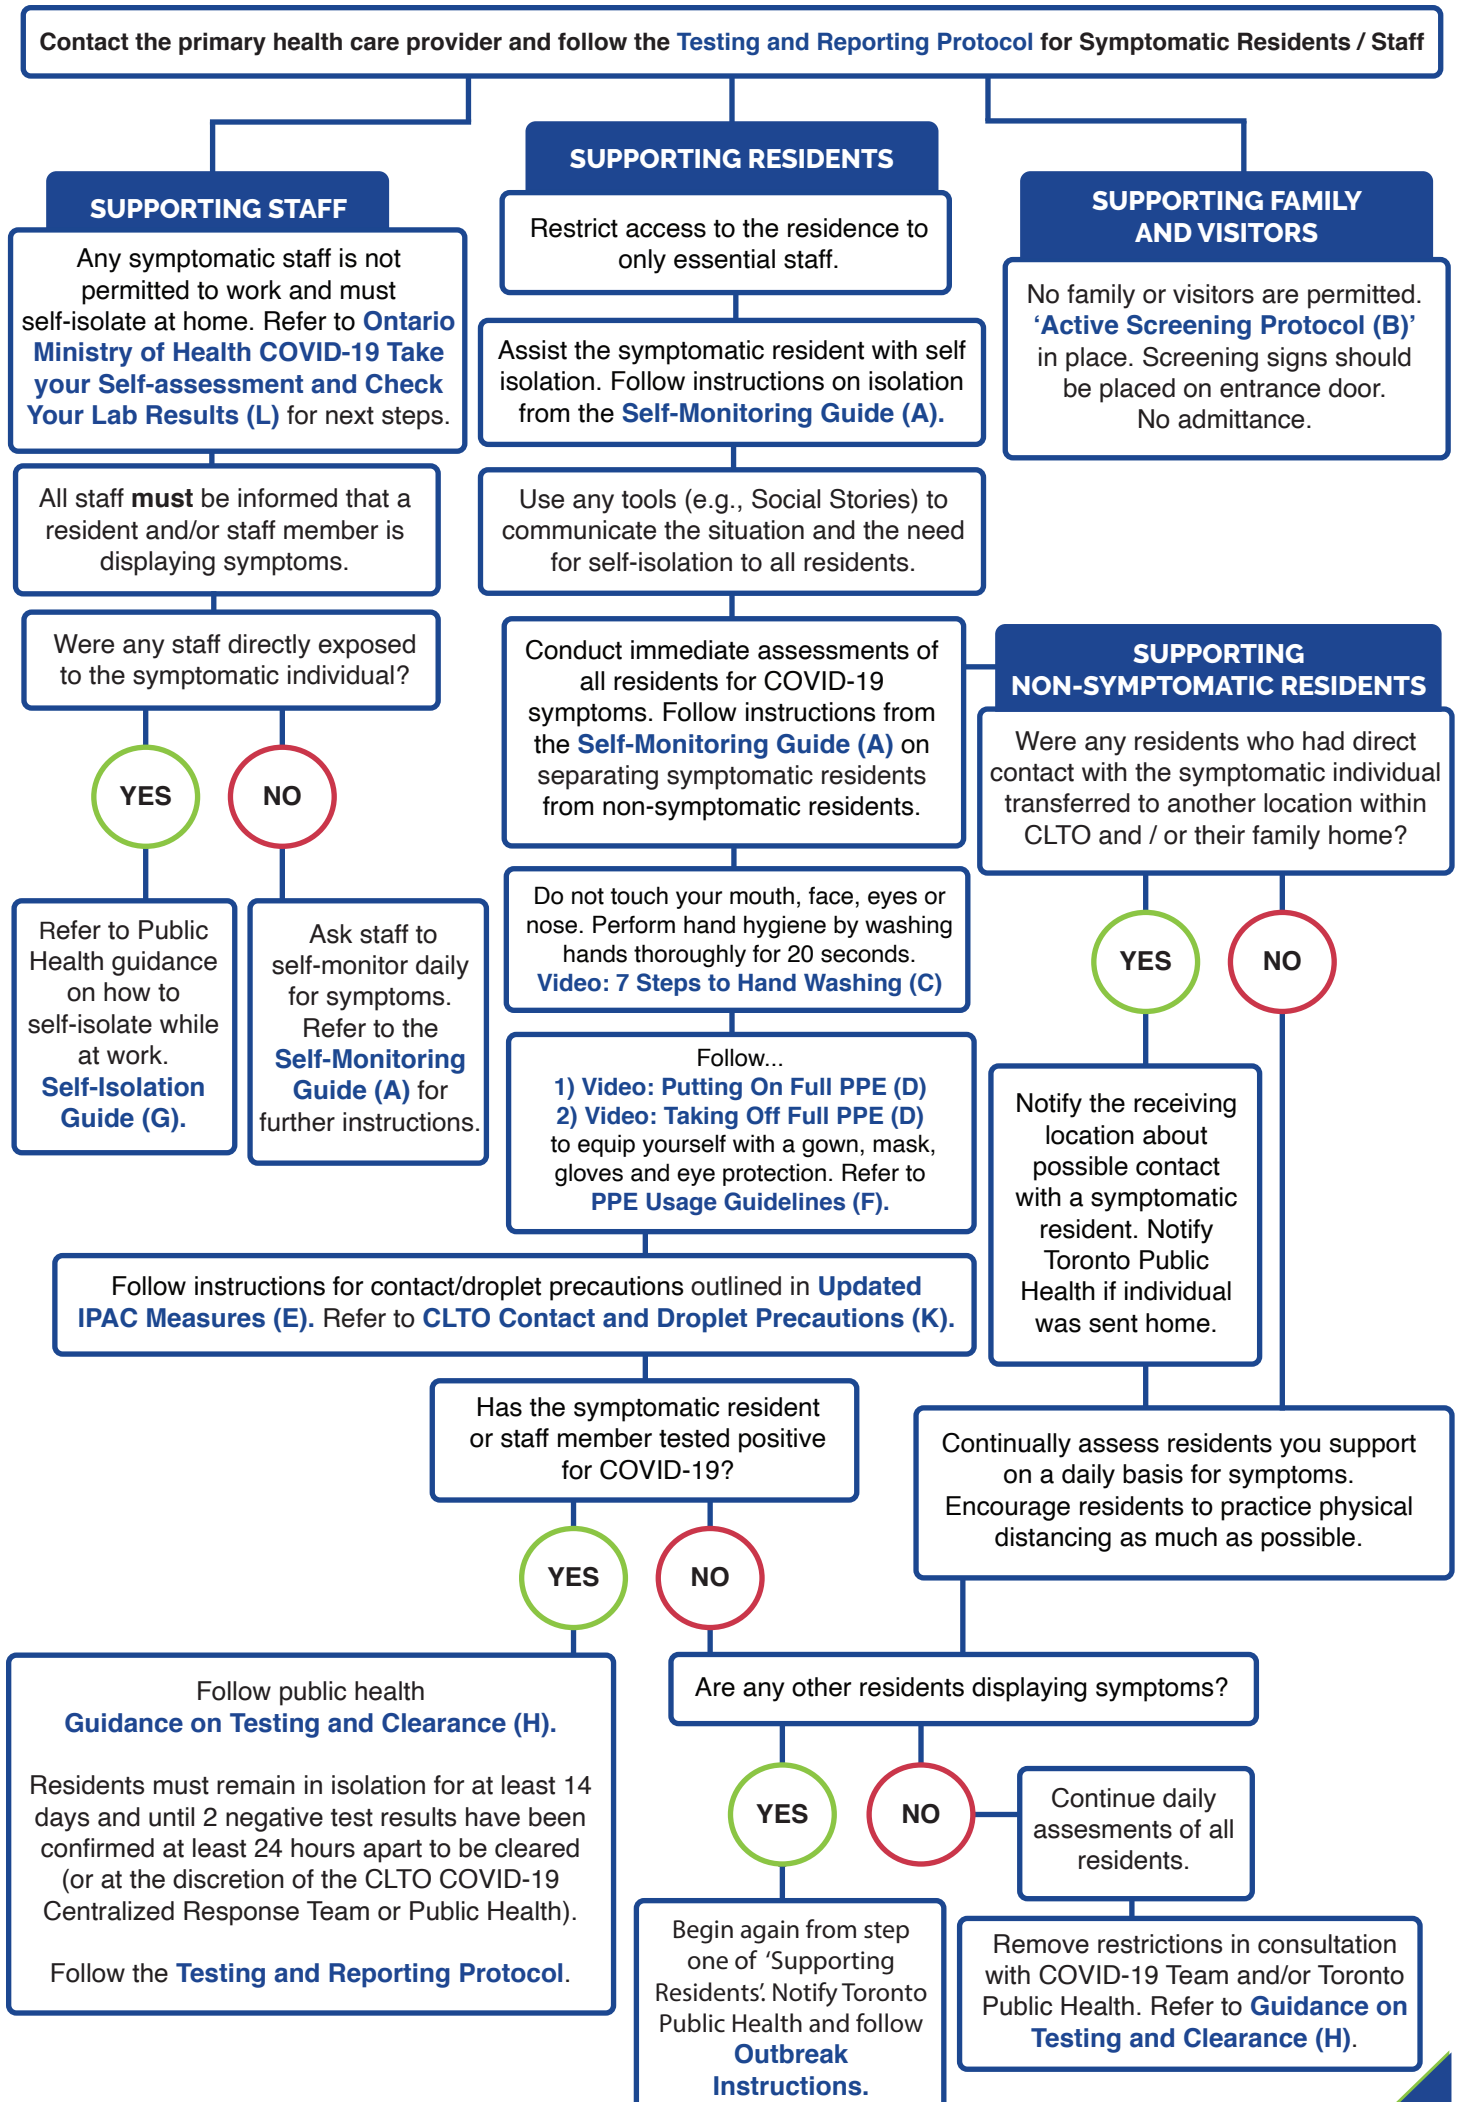 Contact the primary health care provider and follow the Testing and Reporting Protocol for Symptomatic Residents / Staff
SUPPORTING STAFF
Any symptomatic staff is not
permitted to work and must
self-isolate at home. Refer to Ontario
Ministry of Health COVID-19 Take
your Self-assessment and Check
Your Lab Results (L) for next steps.
All staff must be informed that a
resident and/or staff member is
displaying symptoms.
Were any staff directly exposed
to the symptomatic individual?
YES
NO
Refer to Public
Health guidance
on how to
self-isolate while
at work.
Self-Isolation
Guide (G).
Ask staff to
self-monitor daily
for symptoms.
Refer to the
Self-Monitoring
Guide (A) for
further instructions.
SUPPORTING RESIDENTS
Restrict access to the residence to
only essential staff.
Assist the symptomatic resident with self
isolation. Follow instructions on isolation
from the Self-Monitoring Guide (A).
Use any tools (e.g., Social Stories) to
communicate the situation and the need
for self-isolation to all residents.
Conduct immediate assessments of
all residents for COVID-19
symptoms. Follow instructions from
the Self-Monitoring Guide (A) on
separating symptomatic residents
from non-symptomatic residents.
Do not touch your mouth, face, eyes or
nose. Perform hand hygiene by washing
hands thoroughly for 20 seconds.
Video: 7 Steps to Hand Washing (C)
Follow...
1) Video: Putting On Full PPE (D)
2) Video: Taking Off Full PPE (D)
to equip yourself with a gown, mask,
gloves and eye protection. Refer to
PPE Usage Guidelines (F).
Follow instructions for contact/droplet precautions outlined in Updated
IPAC Measures (E). Refer to CLTO Contact and Droplet Precautions (K).
Has the symptomatic resident
or staff member tested positive
for COVID-19?
YES
NO
Follow public health
Guidance on Testing and Clearance (H).
Residents must remain in isolation for at least 14
days and until 2 negative test results have been
confirmed at least 24 hours apart to be cleared
(or at the discretion of the CLTO COVID-19
Centralized Response Team or Public Health).
Follow the Testing and Reporting Protocol.
SUPPORTING FAMILY
AND VISITORS
No family or visitors are permitted.
‘Active Screening Protocol (B)’
in place. Screening signs should
be placed on entrance door.
No admittance.
SUPPORTING
NON-SYMPTOMATIC RESIDENTS
Were any residents who had direct
contact with the symptomatic individual
transferred to another location within
CLTO and / or their family home?
YES
NO
Notify the receiving
location about
possible contact
with a symptomatic
resident. Notify
Toronto Public
Health if individual
was sent home.
Continually assess residents you support
on a daily basis for symptoms.
Encourage residents to practice physical
distancing as much as possible.
Are any other residents displaying symptoms?
YES
NO
Continue daily
assesments of all
residents.
Begin again from step
one of ‘Supporting
Residents’. Notify Toronto
Public Health and follow
Outbreak
Instructions.
Remove restrictions in consultation
with COVID-19 Team and/or Toronto
Public Health. Refer to Guidance on
Testing and Clearance (H).